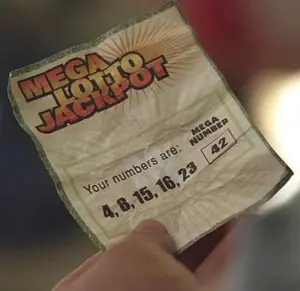 MEGA
LOTTO
JACKPOT
MEGA
NUMBER
Your numbers are:
42
4, 8, 15, 16, 23